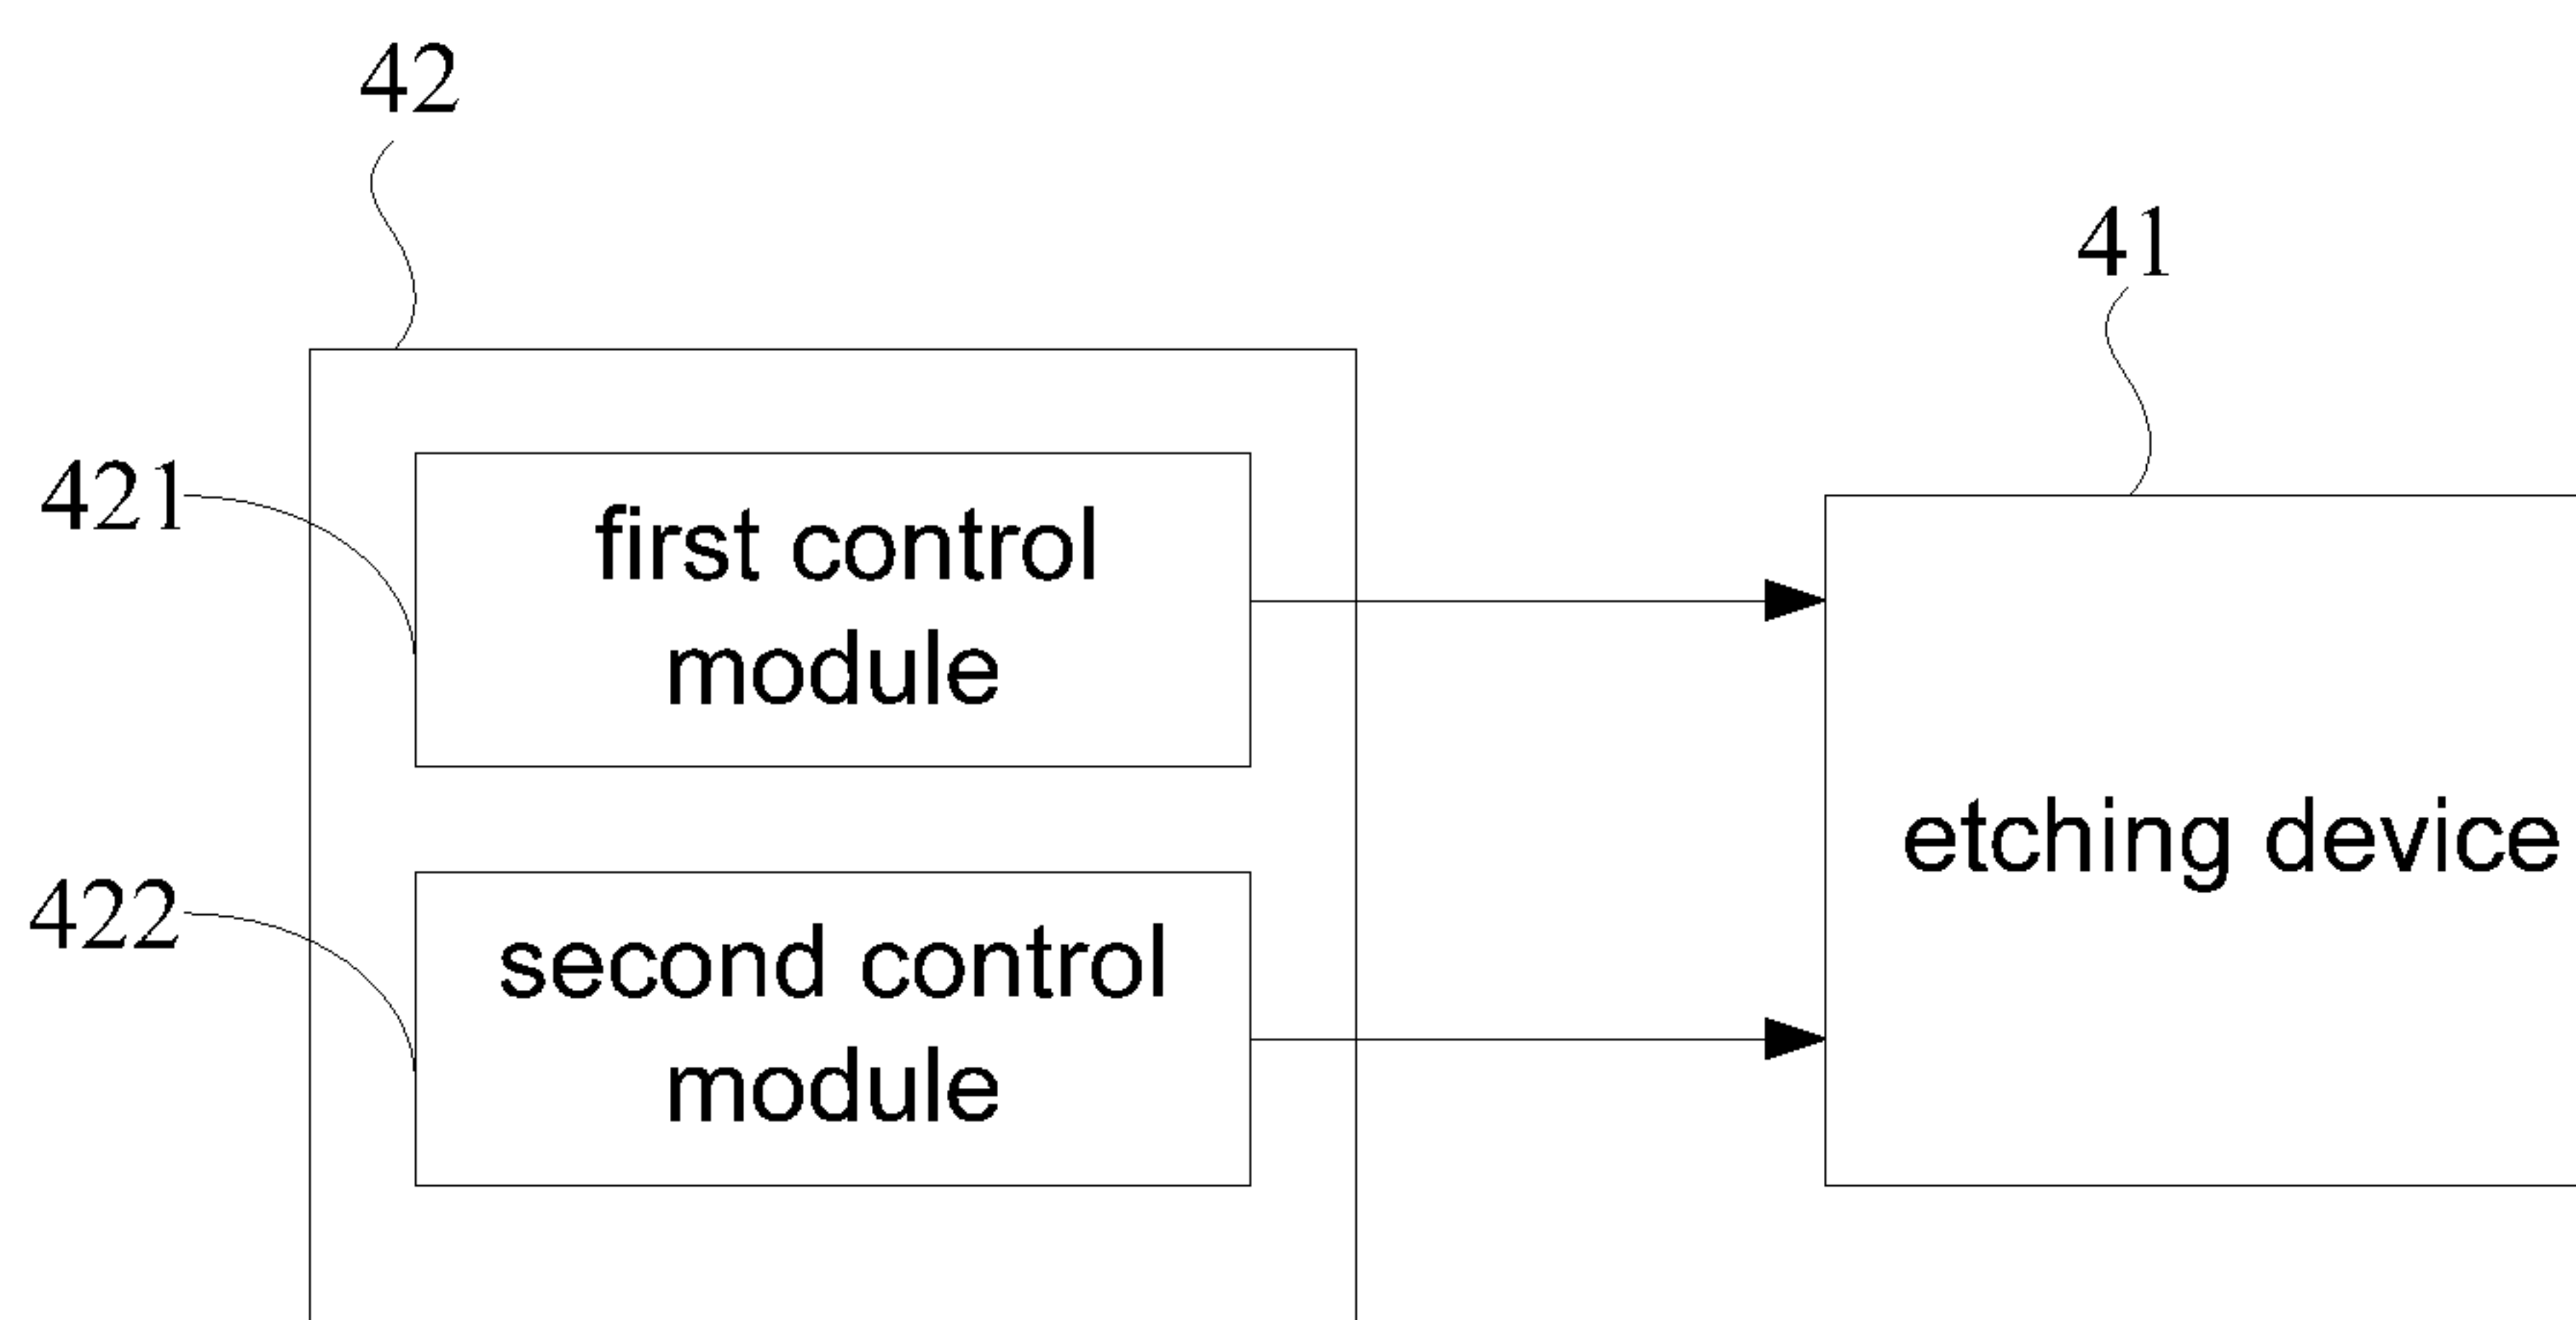 42
41
421
first control
module
etching device
422
second control
module